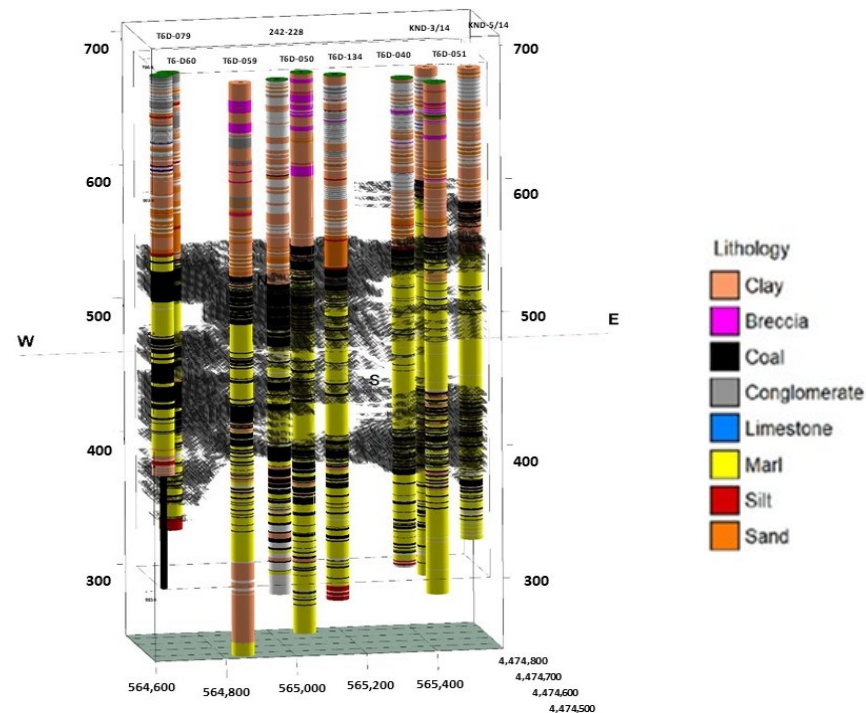 KND-3/14 KND-5/14
T6D-079 242-228
T6-D60 T6D-059 T6D-050 T6D-134 T6D-040 T6D-051
700 700
600 600
500 500
400 400
300 300
W E
N
S
564,600 564,800 565,000 565,200 565,400
4,474,800
4,474,700
4,474,600
4,474,500
Lithology
Clay
Breccia
Coal
Conglomerate
Limestone
Marl
Silt
Sand